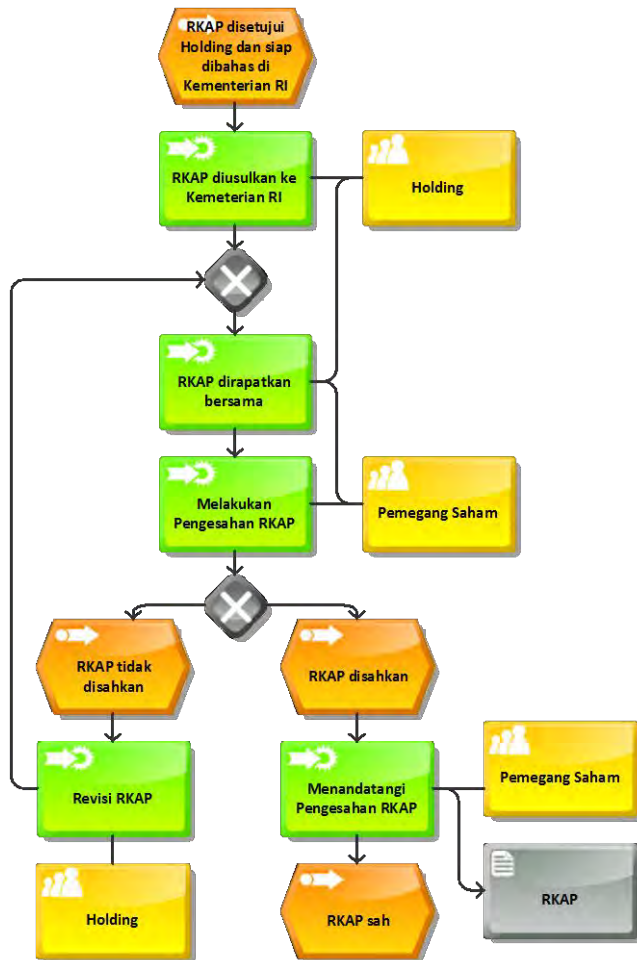 RKAP disetujui
Holding dan siap
dibahas di
Kementerian RI
RKAP diusulkan ke
Kemeterian RI
Holding
RKAP dirapatkan
bersama
Melakukan
Pengesahan RKAP
Pemegang Saham
RKAP tidak
disahkan
RKAP disahkan
Revisi RKAP
Menandatangi
Pengesahan RKAP
Pemegang Saham
Holding
RKAP sah
RKAP